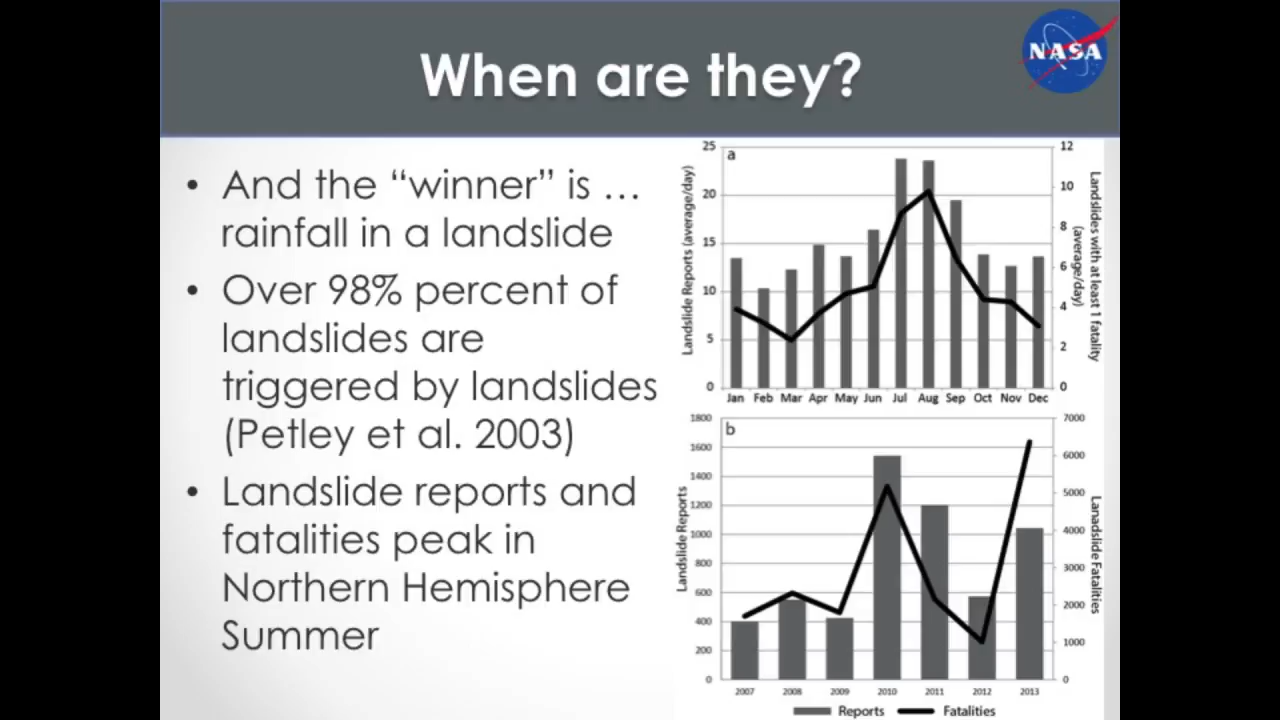 When are they?
NASA
• And the “winner” is …
rainfall in a landslide
• Over 98% percent of
landslides are
triggered by landslides
(Petley et al. 2003)
• Landslide reports and
fatalities peak in
Northern Hemisphere
Summer
a
25
20
15
10
5
0
Landslide Reports (average/day)
12
10
8
6
4
2
0
Landslides with at least 1 fatality
(average/day)
Jan Feb Mar Apr May Jun Jul Aug Sep Oct Nov Dec
b
1800
1600
1400
1200
1000
800
600
400
200
0
Landslide Reports
7000
6000
5000
4000
3000
2000
1000
0
Lanadslide Fatalities
2007 2008 2009 2010 2011 2012 2013
Reports Fatalities